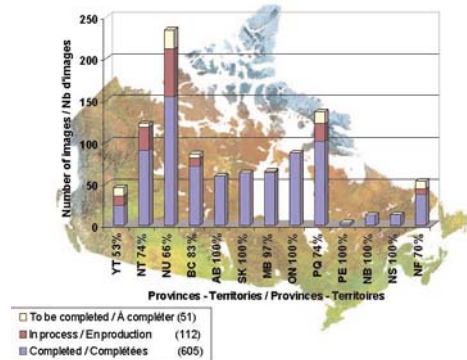 Number of images / Nb d'images
250
200
150
100
50
0
YT 53%
NT 74%
NU 66%
BC 83%
AB 100%
SK 100%
MB 97%
ON 100%
PQ 74%
PE 100%
NB 100%
NS 100%
NF 70%
Provinces - Territories / Provinces - Territoires
To be completed / À compléter (51)
In process / En production (112)
Completed / Complétées (605)